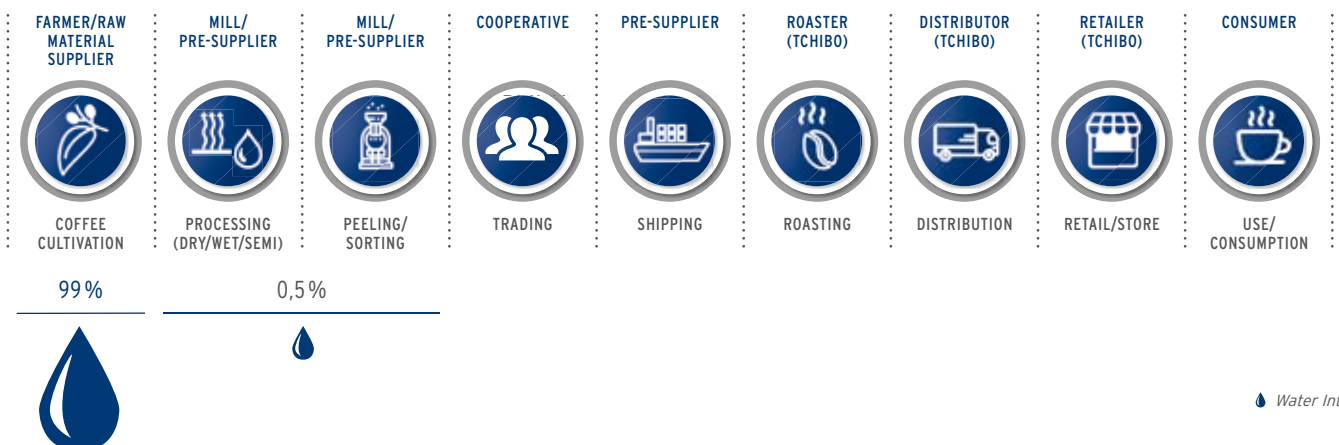 FARMER/RAW
MATERIAL
SUPPLIER
MILL/
PRE-SUPPLIER
MILL/
PRE-SUPPLIER
COOPERATIVE
PRE-SUPPLIER
ROASTER
(TCHIBO)
DISTRIBUTOR
(TCHIBO)
RETAILER
(TCHIBO)
CONSUMER
COFFEE
CULTIVATION
PROCESSING
(DRY/WET/SEMI)
PEELING/
SORTING
TRADING
SHIPPING
ROASTING
DISTRIBUTION
RETAIL/STORE
USE/
CONSUMPTION
99 %
0,5 %
Water Int